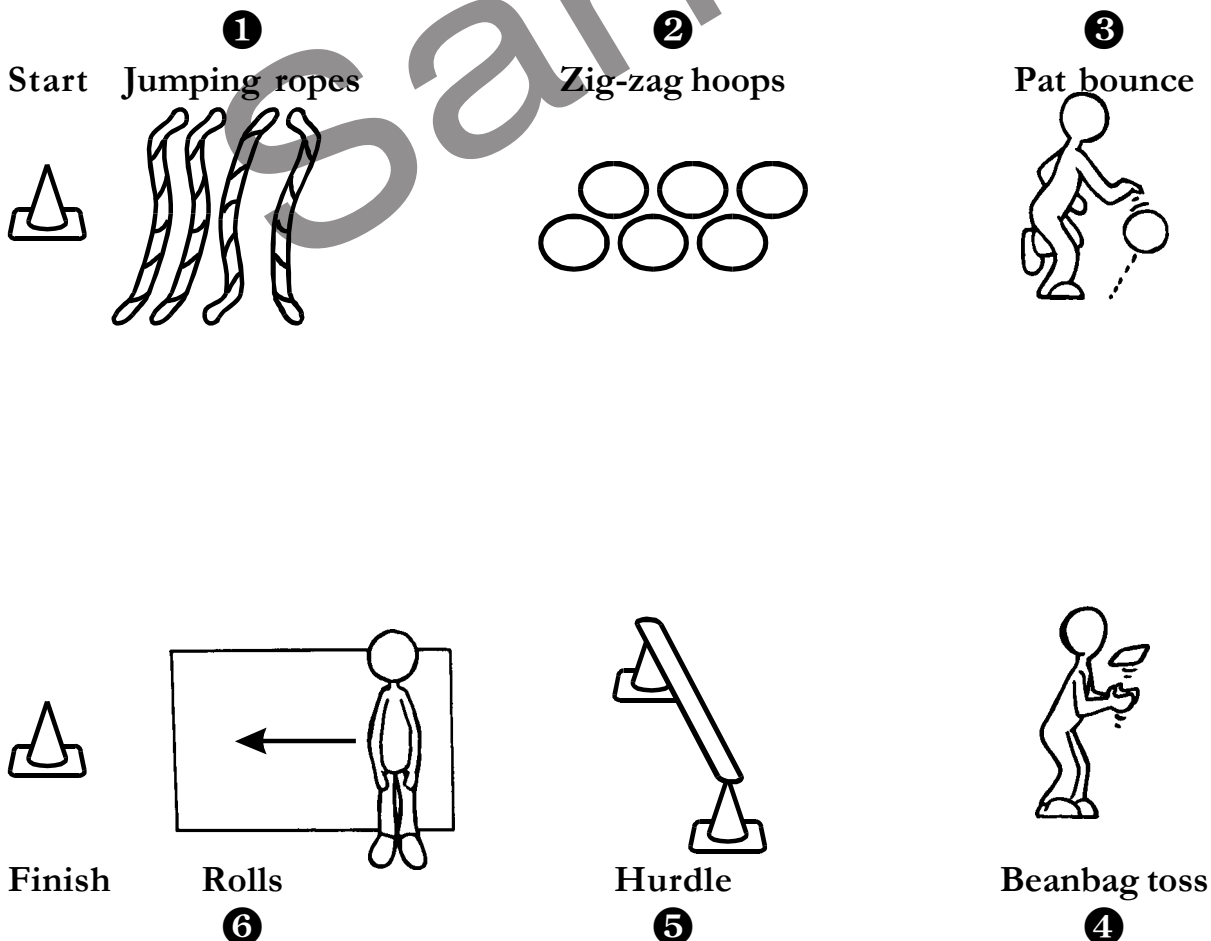 ❶ ❷ ❸
Start Jumping ropes Zig-zag hoops Pat bounce
Finish Rolls Hurdle Beanbag toss
❻ ❺ ❹